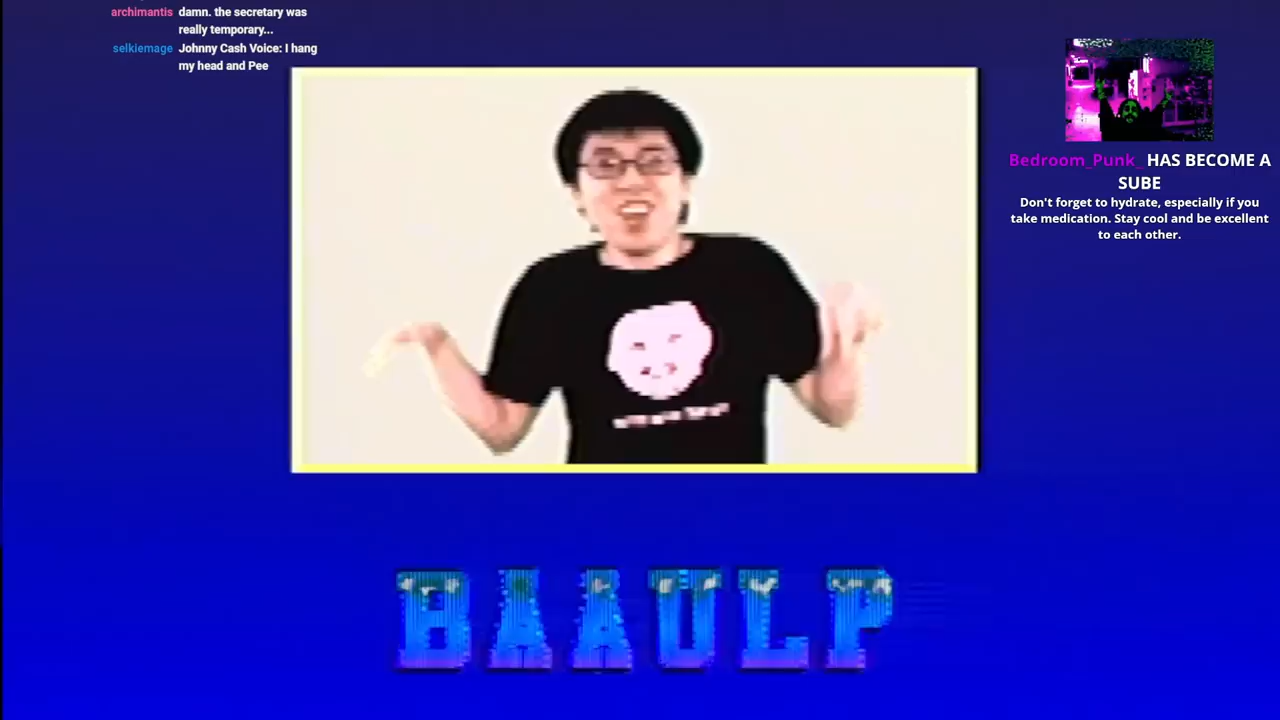 archimantis damn. the secretary was
really temporary...
selkiemage Johnny Cash Voice: I hang
my head and Pee
Bedroom_Punk_ HAS BECOME A
SUBE
Don't forget to hydrate, especially if you
take medication. Stay cool and be excellent
to each other.
BAAULP